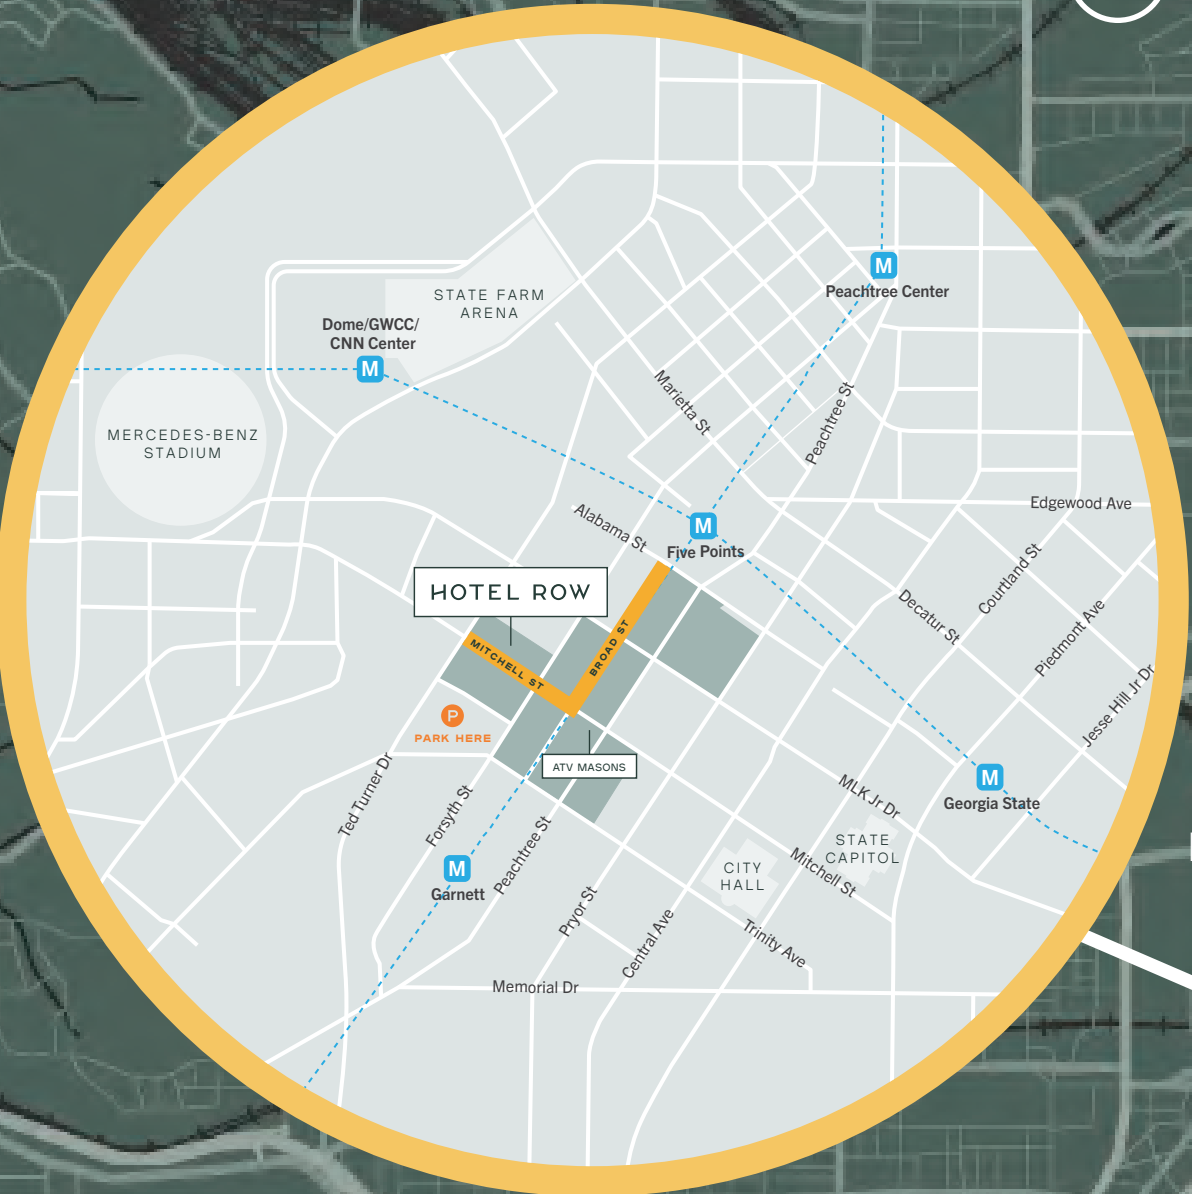 M
Peachtree Center
STATE FARM
ARENA
Dome/GWCC/
CNN Center
M
MERCEDES-BENZ
STADIUM
Marietta St
Peachtree St
Edgewood Ave
Alabama St
M
Five Points
HOTEL ROW
MITCHELL ST
BROAD ST
Decatur St
Courtland St
Piedmont Ave
Jesse Hill Jr Dr
P
PARK HERE
ATV MASONS
Ted Turner Dr
Forsyth St
Peachtree St
M
Garnett
M
Georgia State
MLK Jr Dr
STATE
CAPITOL
CITY
HALL
Mitchell St
Pryor St
Central Ave
Trinity Ave
Memorial Dr